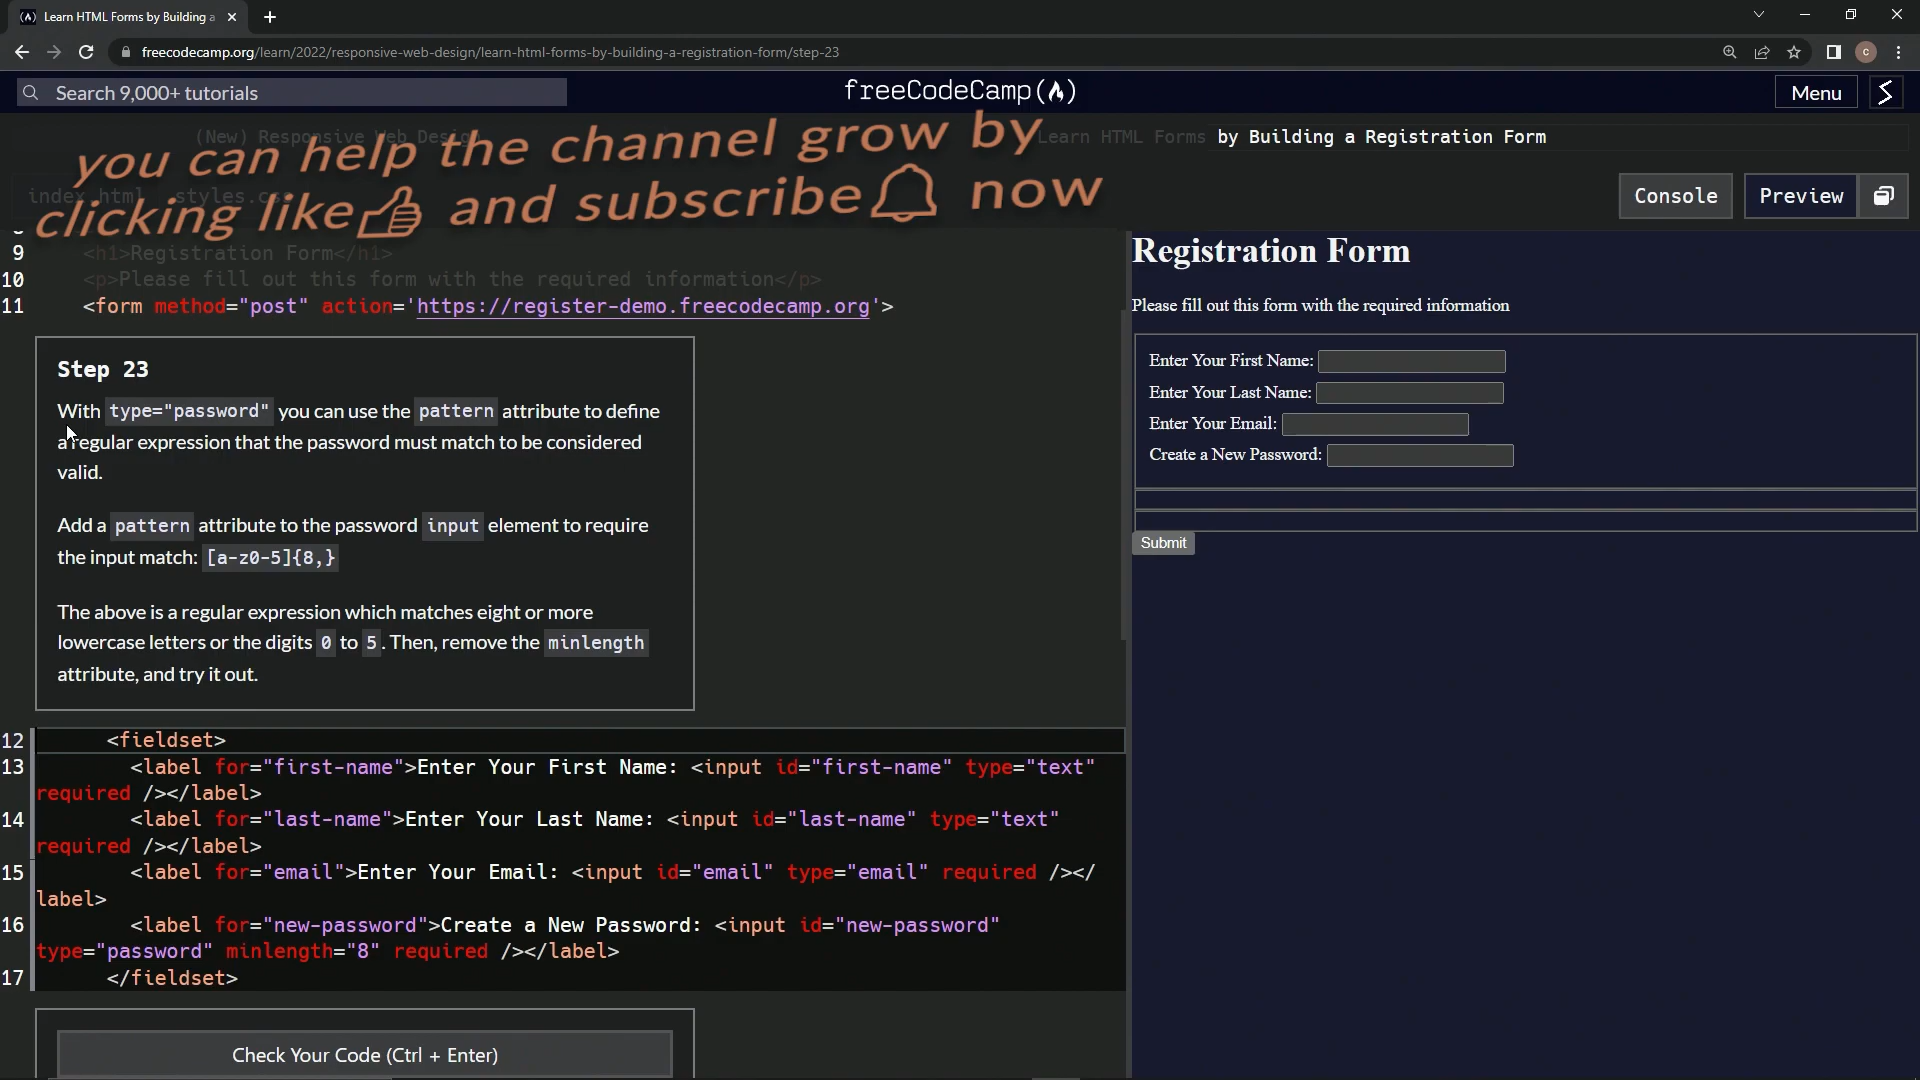 Learn HTML Forms by Building a
freecodecamp.org/learn/2022/responsive-web-design/learn-html-forms-by-building-a-registration-form/step-23
c
Search 9,000+ tutorials
freeCodeCamp(🔥)
Menu
(New) Responsive Web Design
Learn HTML Forms by Building a Registration Form
you can help the channel grow by
clicking like and subscribe now
index.html styles.css
Console
Preview
9 <h1>Registration Form</h1>
10 <p>Please fill out this form with the required information</p>
11 <form method="post" action='https://register-demo.freecodecamp.org'>
Step 23
With type="password" you can use the pattern attribute to define
a regular expression that the password must match to be considered
valid.
Add a pattern attribute to the password input element to require
the input match: [a-z0-5]{8,}
The above is a regular expression which matches eight or more
lowercase letters or the digits 0 to 5. Then, remove the minlength
attribute, and try it out.
12 <fieldset>
13 <label for="first-name">Enter Your First Name: <input id="first-name" type="text"
required /></label>
14 <label for="last-name">Enter Your Last Name: <input id="last-name" type="text"
required /></label>
15 <label for="email">Enter Your Email: <input id="email" type="email" required /></
label>
16 <label for="new-password">Create a New Password: <input id="new-password"
type="password" minlength="8" required /></label>
17 </fieldset>
Check Your Code (Ctrl + Enter)
Registration Form
Please fill out this form with the required information
Enter Your First Name:
Enter Your Last Name:
Enter Your Email:
Create a New Password:
Submit